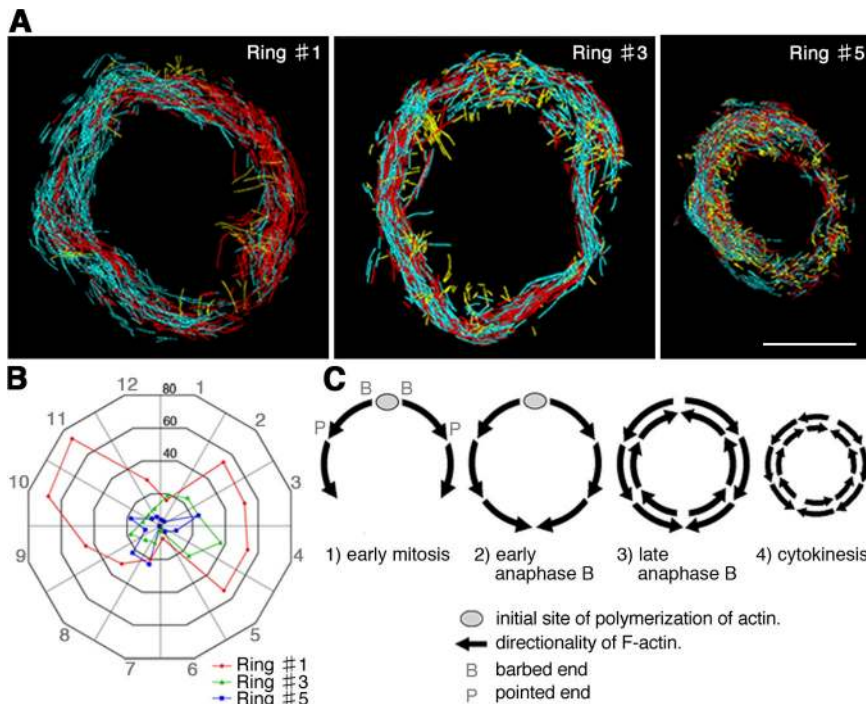 A
Ring #1
Ring #3
Ring #5
B
12
1
11
2
10
3
9
4
8
5
7
6
80
60
40
Ring #1
Ring #3
Ring #5
C
B B
P P
1) early mitosis
2) early
anaphase B
3) late
anaphase B
4) cytokinesis
initial site of polymerization of actin.
directionality of F-actin.
B barbed end
P pointed end